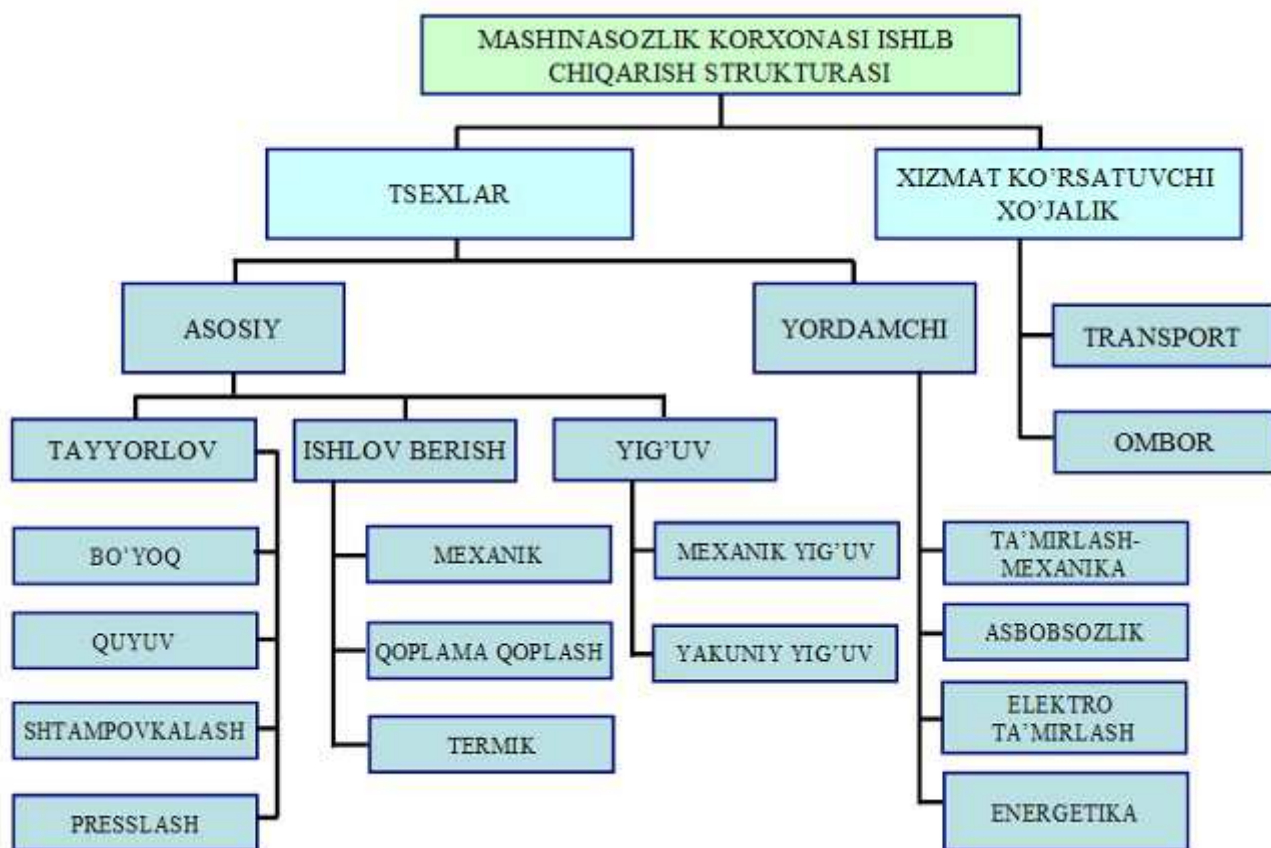 MASHINASOZLIK KORXONASI ISHLB
CHIQARISH STRUKTURASI
TSEXLAR
XIZMAT KO’RSATUVCHI
XO’JALIK
ASOSIY
YORDAMCHI
TRANSPORT
OMBOR
TAYYORLOV
ISHLOV BERISH
YIG’UV
BO’YOQ
QUYUV
SHTAMPOVKALASH
PRESSLASH
MEXANIK
QOPLAMA QOPLASH
TERMIK
MEXANIK YIG’UV
YAKUNIY YIG’UV
TA’MIRLASH-
MEXANIKA
ASBOBSOZLIK
ELEKTRO
TA’MIRLASH
ENERGETIKA